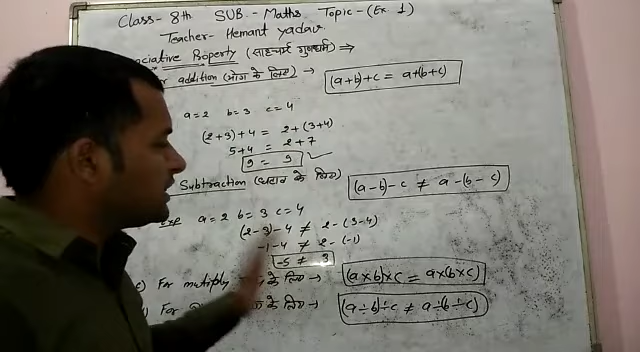 Class- 8th SUB.- Maths Topic-(Ex. 1)
Teacher- Hemant yadav
ciative Property (साहचर्य गुणधर्म) ⇒
addition (योग के लिए) → (a+b)+c = a+(b+c)
a=2 b=3 c=4
(2+3)+4 = 2+(3+4)
5+4 = 2+7
9 = 9 ✓
Subtraction (घटाव के लिए) (a-b)-c ≠ a-(b-c)
Exp a=2 b=3 c=4
(2-3)-4 ≠ 2-(3-4)
-1-4 ≠ 2-(-1)
-5 ≠ 3
For multiply के लिए → (a×b)×c = a×(b×c)
For के लिए → (a÷b)÷c ≠ a÷(b÷c)